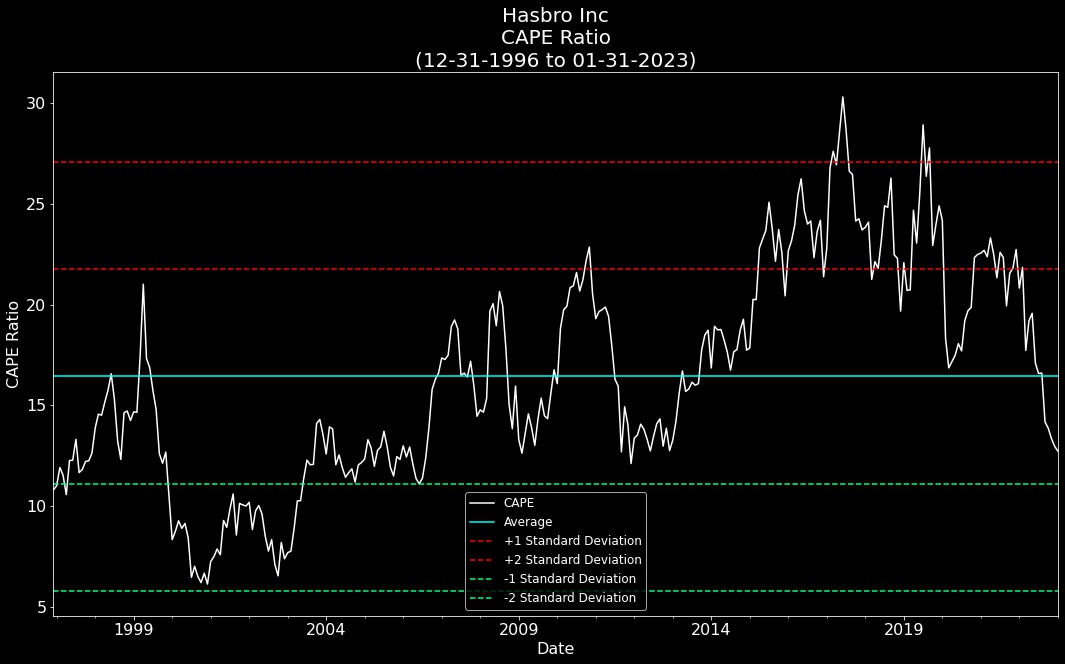 Hasbro Inc
CAPE Ratio
(12-31-1996 to 01-31-2023)
30
25
20
15
10
5
CAPE Ratio
CAPE
Average
+1 Standard Deviation
+2 Standard Deviation
-1 Standard Deviation
-2 Standard Deviation
1999 2004 2009 2014 2019
Date